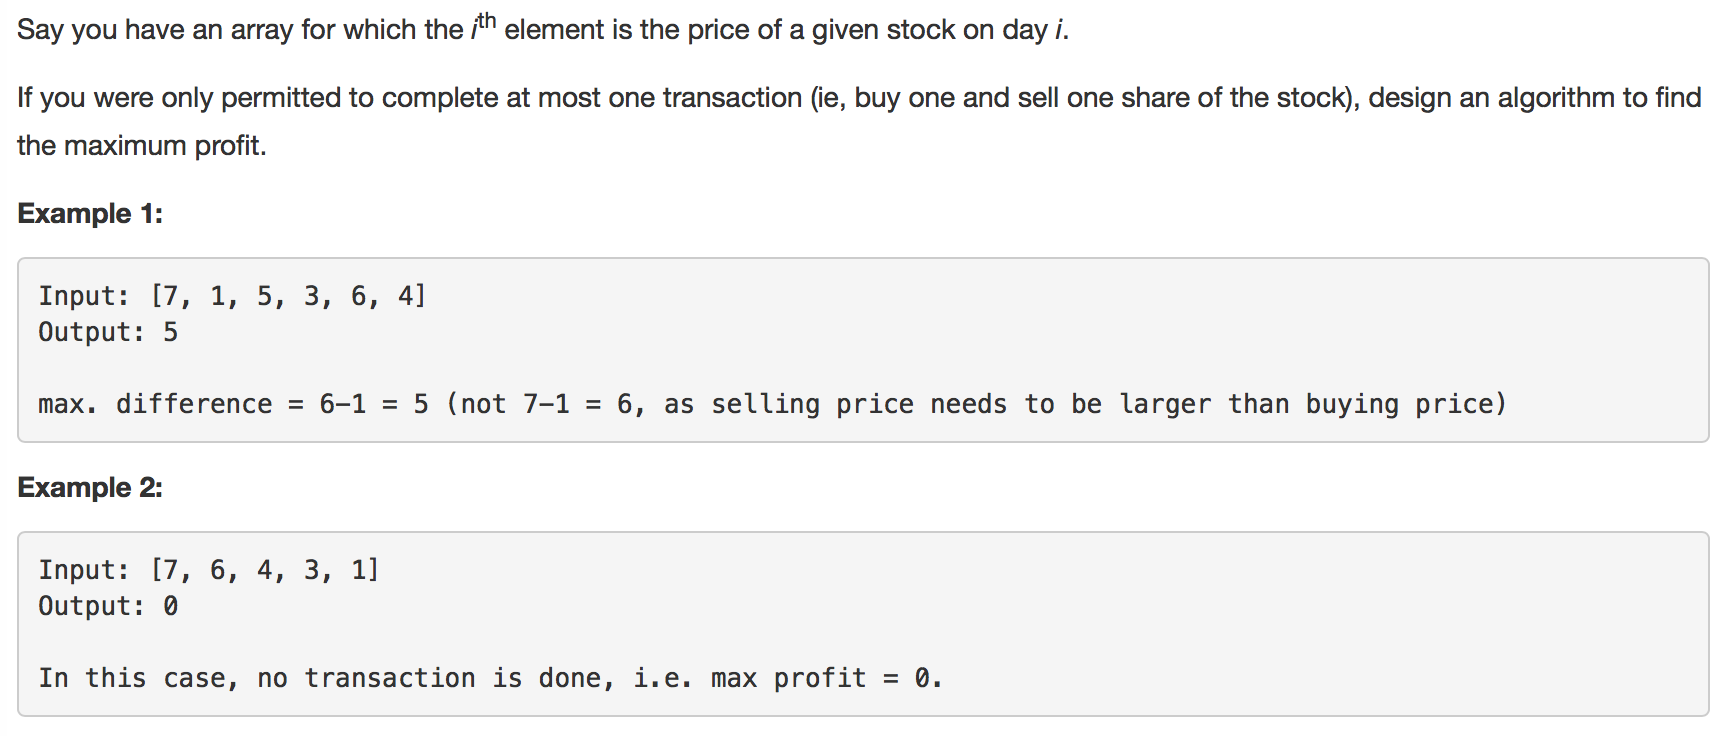 Say you have an array for which the ith element is the price of a given stock on day i.
If you were only permitted to complete at most one transaction (ie, buy one and sell one share of the stock), design an algorithm to find
the maximum profit.
Example 1:
Input: [7, 1, 5, 3, 6, 4]
Output: 5
max. difference = 6-1 = 5 (not 7-1 = 6, as selling price needs to be larger than buying price)
Example 2:
Input: [7, 6, 4, 3, 1]
Output: 0
In this case, no transaction is done, i.e. max profit = 0.